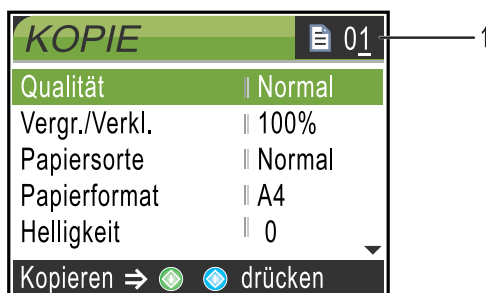 KOPIE 01 1
Qualität Normal
Vergr./Verkl. 100%
Papiersorte Normal
Papierformat A4
Helligkeit 0
Kopieren ⇒ drücken